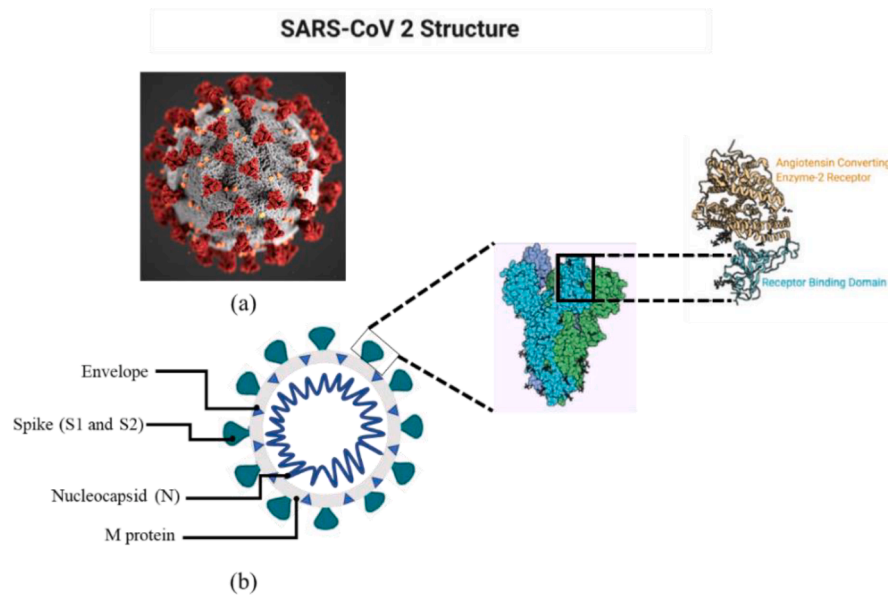 SARS-CoV 2 Structure
(a)
Angiotensin Converting
Enzyme-2 Receptor
Receptor Binding Domain
Envelope
Spike (S1 and S2)
Nucleocapsid (N)
M protein
(b)